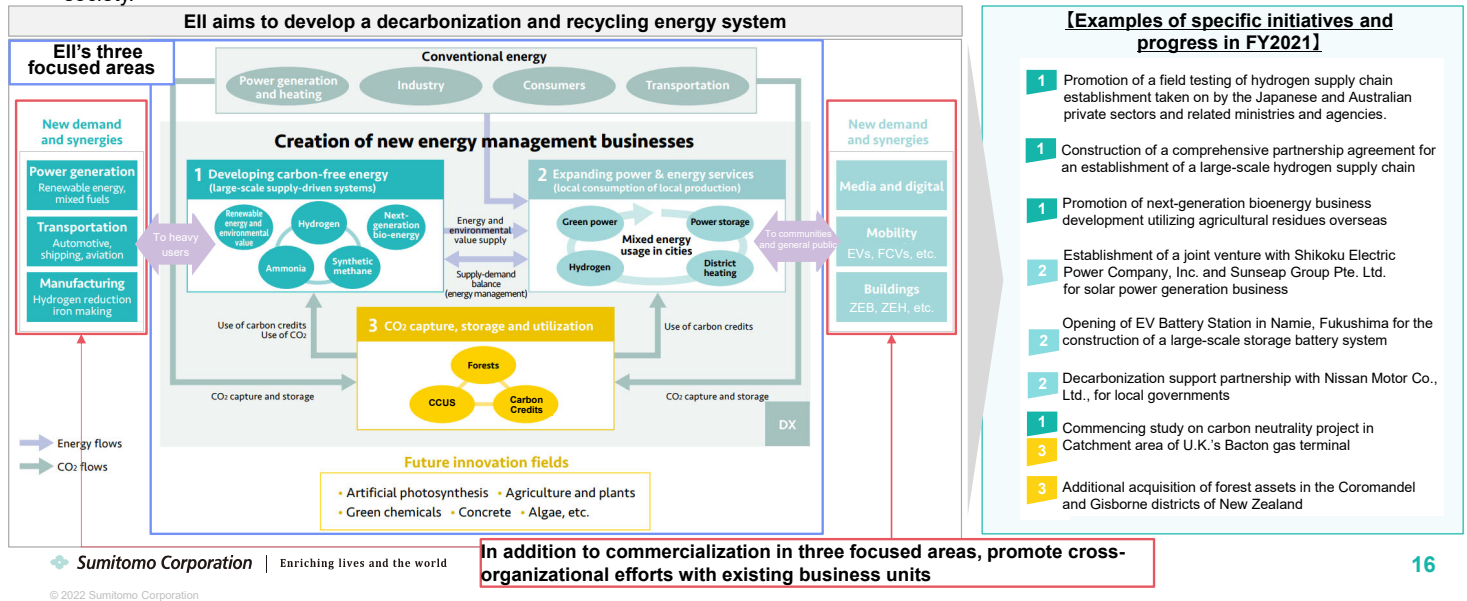 society.
EII aims to develop a decarbonization and recycling energy system
EII's three
focused areas
Conventional energy
Power generation
and heating
Industry
Consumers
Transportation
New demand
and synergies
Power generation
Renewable energy,
mixed fuels
Transportation
Automotive,
shipping, aviation
Manufacturing
Hydrogen reduction
iron making
To heavy
users
Creation of new energy management businesses
1 Developing carbon-free energy
(large-scale supply-driven systems)
Renewable
energy and
environmental
value
Hydrogen
Next-
generation
bio-energy
Ammonia
Synthetic
methane
Energy and
environmental
value supply
Supply-demand
balance
(energy management)
2 Expanding power & energy services
(local consumption of local production)
Green power
Power storage
Mixed energy
usage in cities
Hydrogen
District
heating
To communities
and general public
New demand
and synergies
Media and digital
Mobility
EVs, FCVs, etc.
Buildings
ZEB, ZEH, etc.
Use of carbon credits
Use of CO₂
3 CO₂ capture, storage and utilization
Forests
CCUS
Carbon
Credits
Use of carbon credits
CO₂ capture and storage
CO₂ capture and storage
DX
Energy flows
CO₂ flows
Future innovation fields
• Artificial photosynthesis • Agriculture and plants
• Green chemicals • Concrete • Algae, etc.
【Examples of specific initiatives and
progress in FY2021】
1 Promotion of a field testing of hydrogen supply chain
establishment taken on by the Japanese and Australian
private sectors and related ministries and agencies.
1 Construction of a comprehensive partnership agreement for
an establishment of a large-scale hydrogen supply chain
1 Promotion of next-generation bioenergy business
development utilizing agricultural residues overseas
2 Establishment of a joint venture with Shikoku Electric
Power Company, Inc. and Sunseap Group Pte. Ltd.
for solar power generation business
2 Opening of EV Battery Station in Namie, Fukushima for the
construction of a large-scale storage battery system
2 Decarbonization support partnership with Nissan Motor Co.,
Ltd., for local governments
1 Commencing study on carbon neutrality project in
3 Catchment area of U.K.'s Bacton gas terminal
3 Additional acquisition of forest assets in the Coromandel
and Gisborne districts of New Zealand
In addition to commercialization in three focused areas, promote cross-
organizational efforts with existing business units
Sumitomo Corporation | Enriching lives and the world
16
© 2022 Sumitomo Corporation